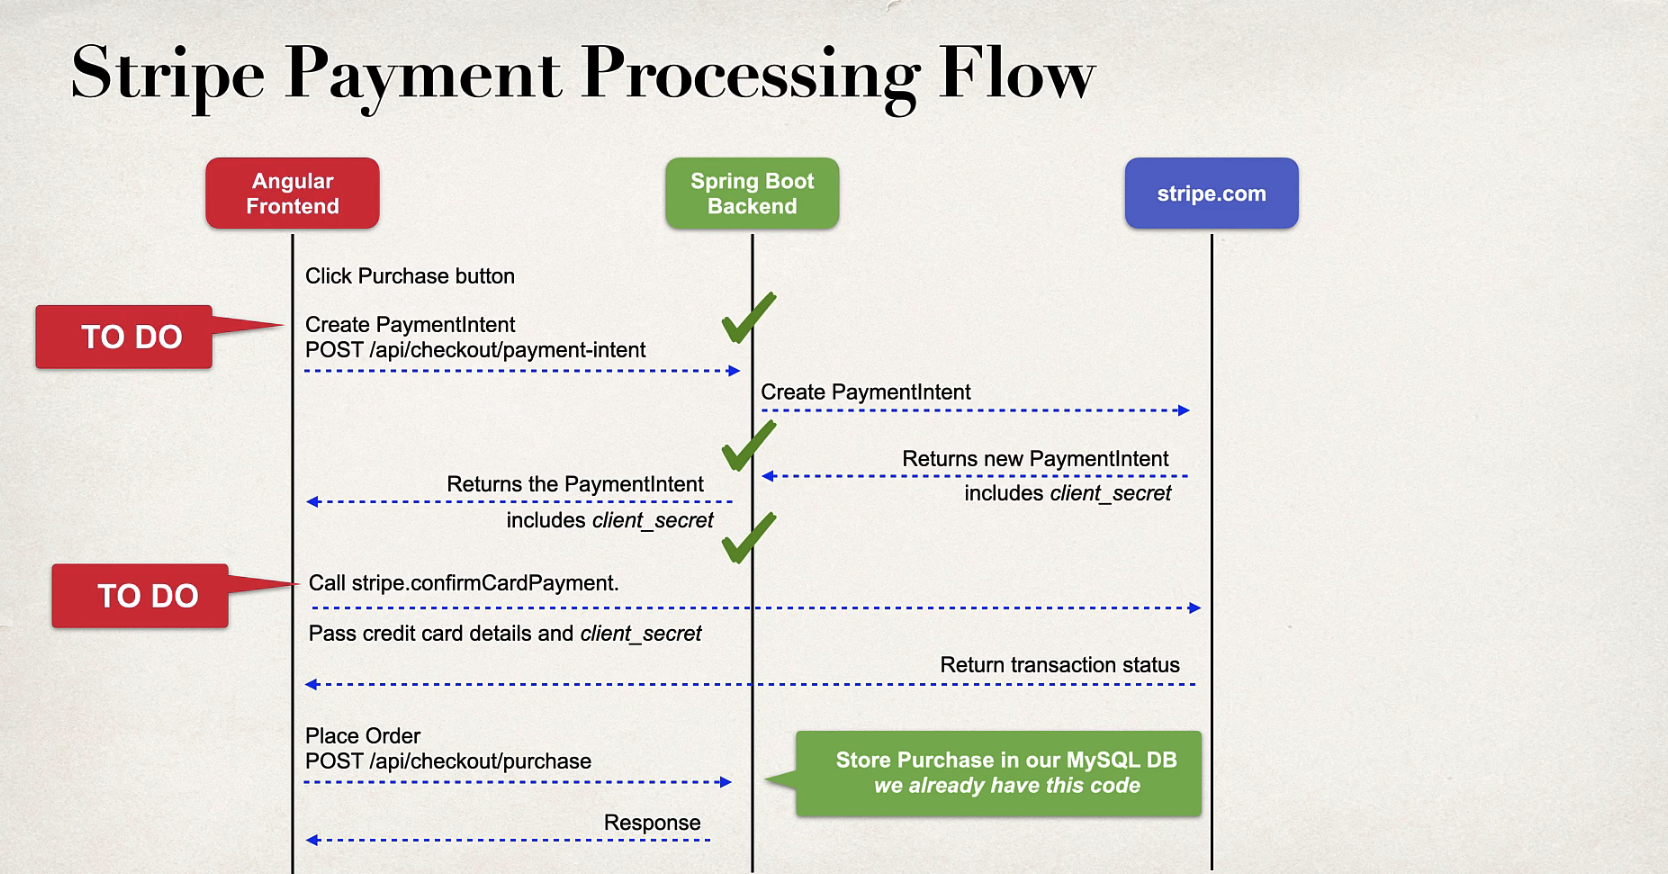 Stripe Payment Processing Flow
Angular
Frontend
Spring Boot
Backend
stripe.com
Click Purchase button
TO DO
Create PaymentIntent
POST /api/checkout/payment-intent
Create PaymentIntent
Returns new PaymentIntent
includes client_secret
Returns the PaymentIntent
includes client_secret
TO DO
Call stripe.confirmCardPayment.
Pass credit card details and client_secret
Return transaction status
Place Order
POST /api/checkout/purchase
Store Purchase in our MySQL DB
we already have this code
Response